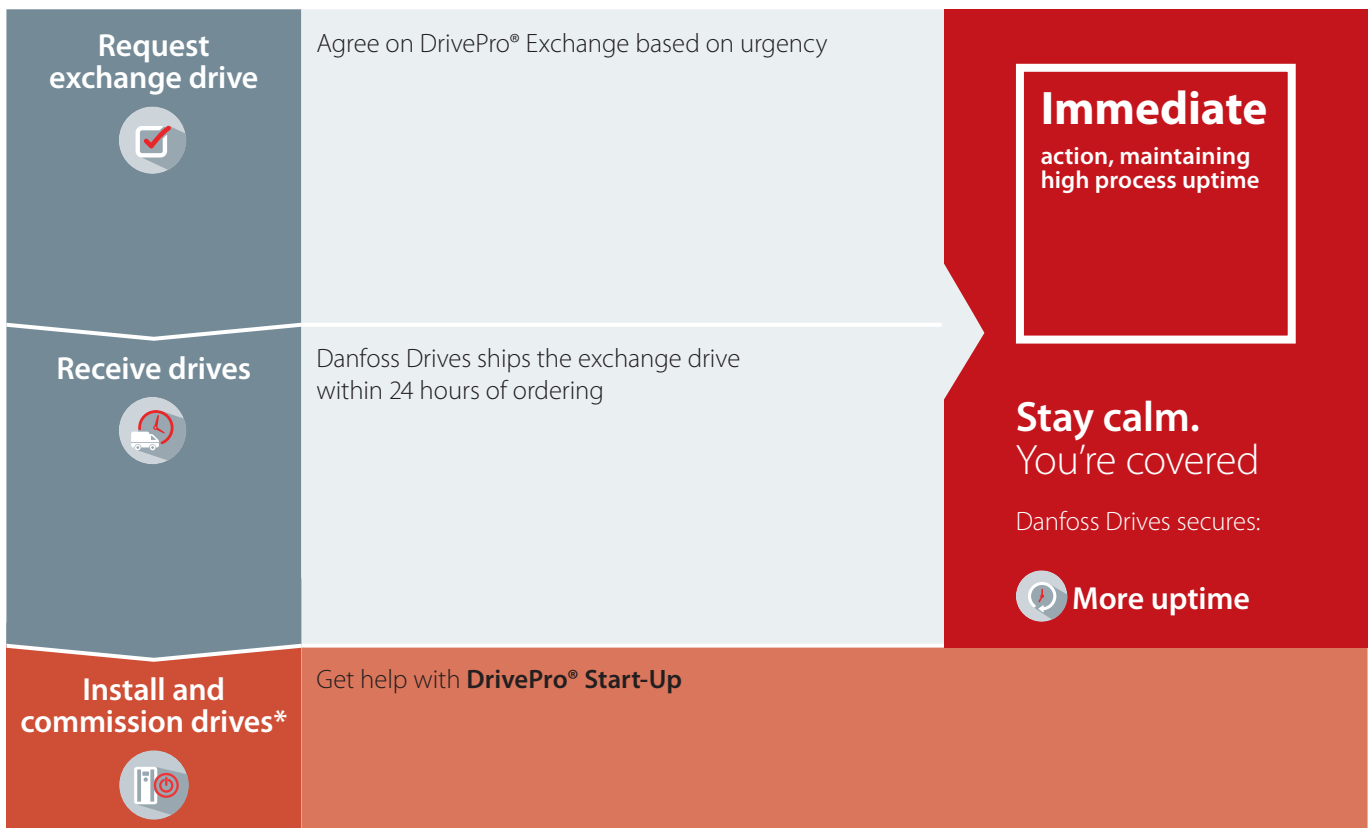 Request
exchange drive
Agree on DrivePro® Exchange based on urgency
Receive drives
Danfoss Drives ships the exchange drive
within 24 hours of ordering
Install and
commission drives*
Get help with DrivePro® Start-Up
Immediate
action, maintaining
high process uptime
Stay calm.
You’re covered
Danfoss Drives secures:
More uptime